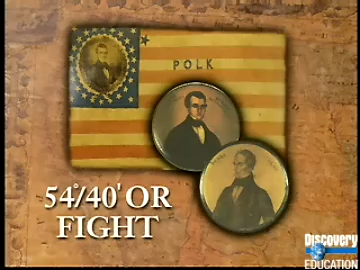 POLK
54°/40' OR
FIGHT
Discovery
EDUCATION